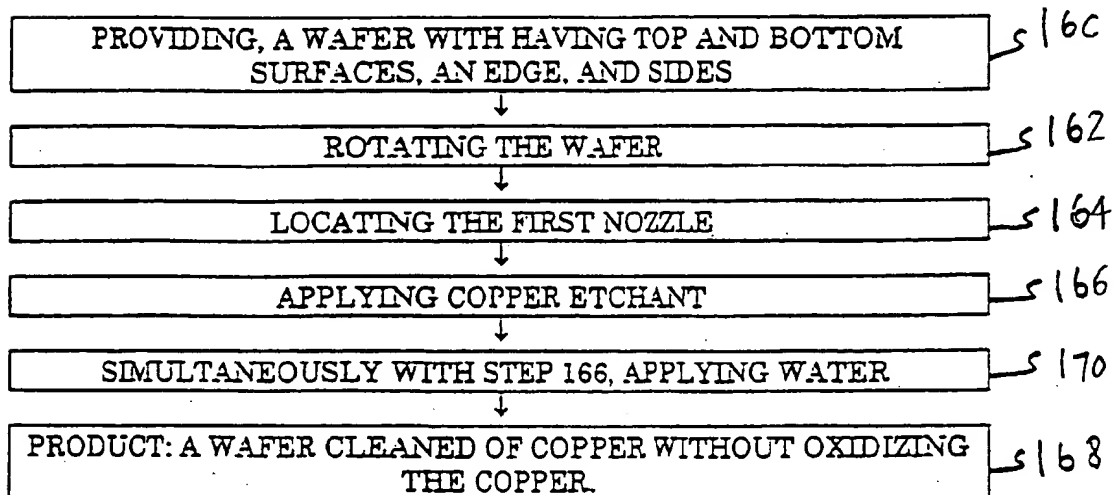 PROVIDING, A WAFER WITH HAVING TOP AND BOTTOM
SURFACES, AN EDGE, AND SIDES
160
ROTATING THE WAFER
162
LOCATING THE FIRST NOZZLE
164
APPLYING COPPER ETCHANT
166
SIMULTANEOUSLY WITH STEP 166, APPLYING WATER
170
PRODUCT: A WAFER CLEANED OF COPPER WITHOUT OXIDIZING
THE COPPER.
168